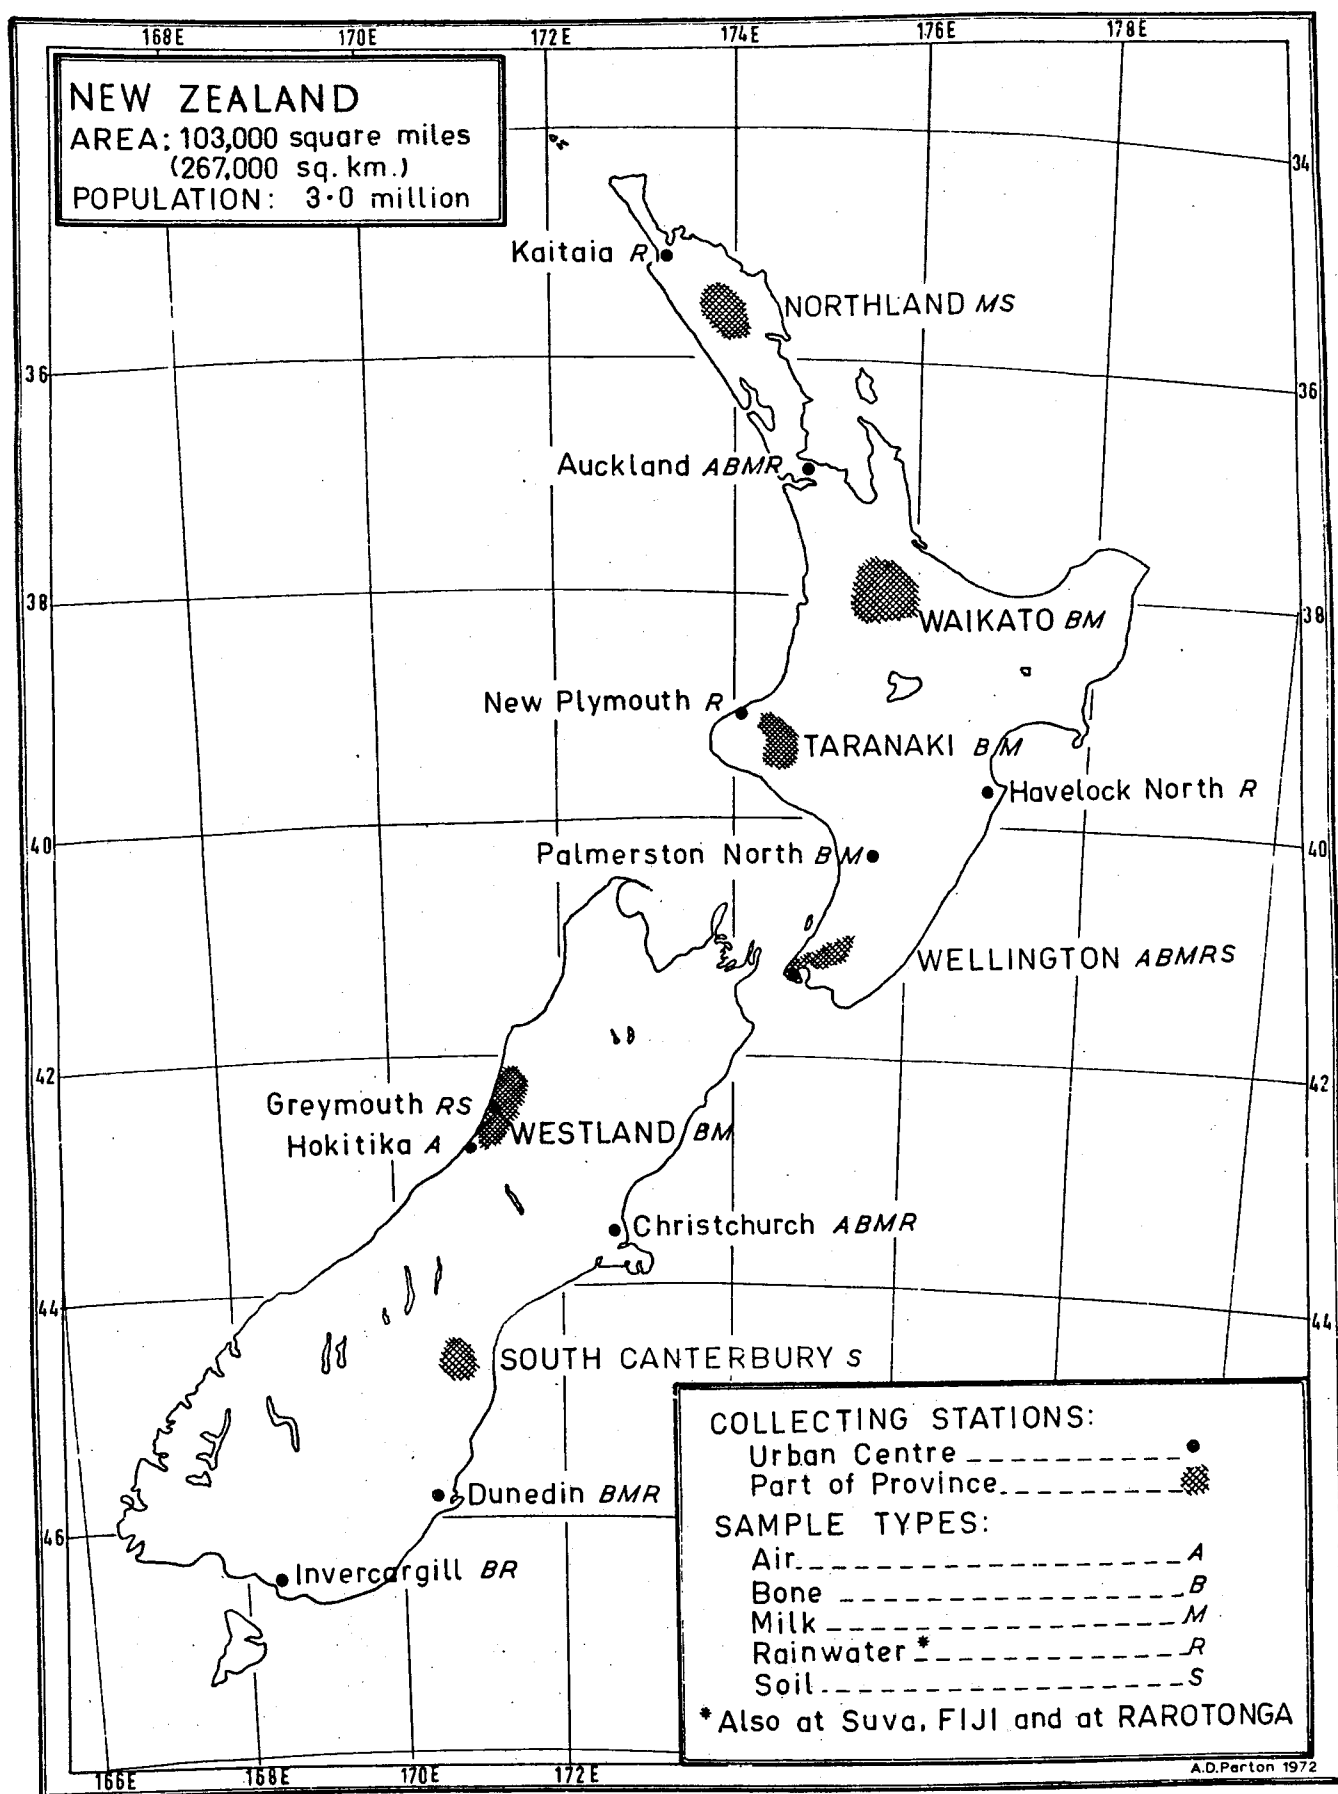 168E 170E 172E 174E 176E 178E
NEW ZEALAND
AREA: 103,000 square miles
(267,000 sq. km.)
POPULATION: 3·0 million
34
Kaitaia R
NORTHLAND MS
36 36
Auckland ABMR
38 38
WAIKATO BM
New Plymouth R
TARANAKI BM
Havelock North R
40 40
Palmerston North BM
WELLINGTON ABMRS
42 42
Greymouth RS
WESTLAND BM
Hokitika A
Christchurch ABMR
44 44
SOUTH CANTERBURY S
COLLECTING STATIONS:
Urban Centre
Part of Province
Dunedin BMR
SAMPLE TYPES:
46
Air A
Invercargill BR
Bone B
Milk M
Rainwater * R
Soil S
*Also at Suva, FIJI and at RAROTONGA
166E 168E 170E 172E
A.D.Parton 1972